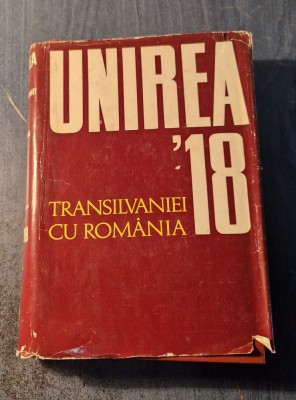 UNIREA
'18
TRANSILVANIEI
CU ROMÂNIA